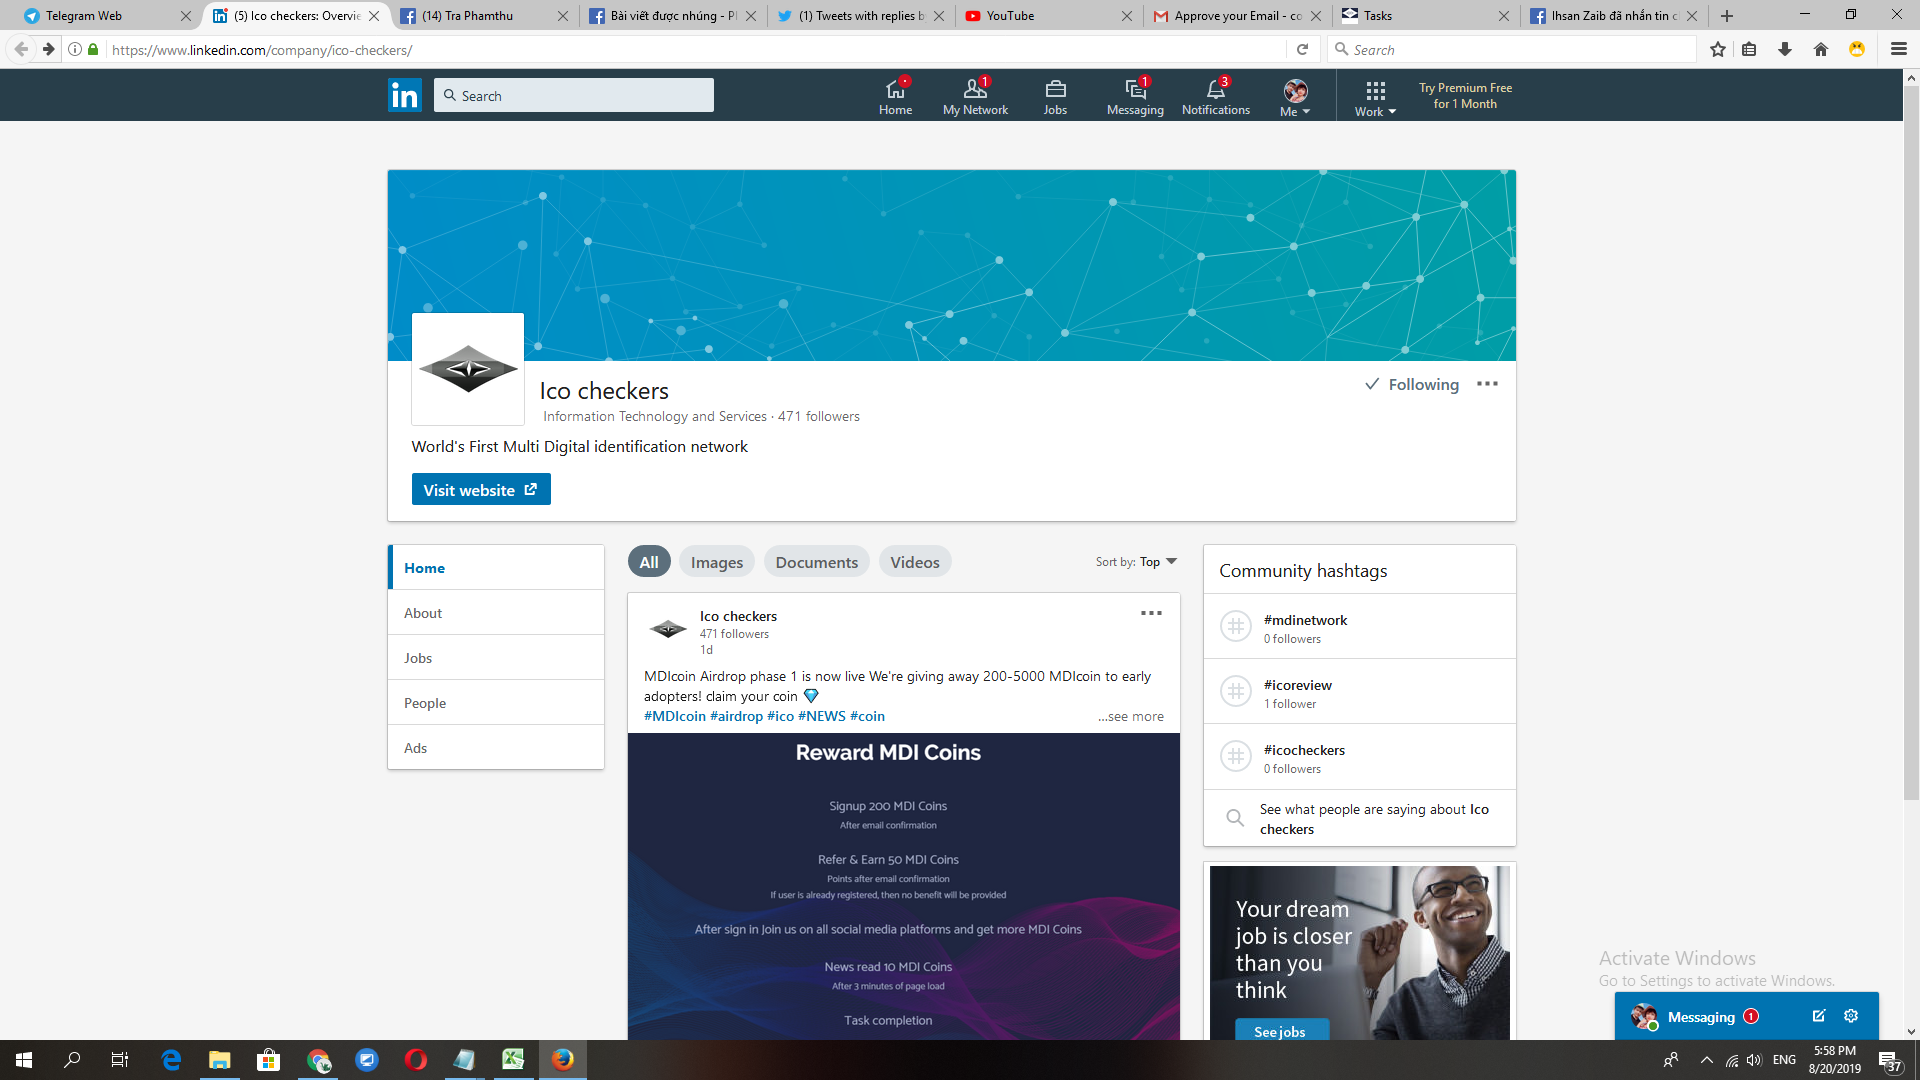 Telegram Web
(5) Ico checkers: Overvie
(14) Tra Phamthu
Bài viết được nhúng - Pl
(1) Tweets with replies b
YouTube
Approve your Email - co
Tasks
Ihsan Zaib đã nhắn tin c
https://www.linkedin.com/company/ico-checkers/
Search
in
Search
Home
1
My Network
Jobs
1
Messaging
3
Notifications
Me
Work
Try Premium Free
for 1 Month
Ico checkers
Information Technology and Services · 471 followers
Following
World's First Multi Digital identification network
Visit website
Home
About
Jobs
People
Ads
All
Images
Documents
Videos
Sort by: Top
Ico checkers
471 followers
1d
MDIcoin Airdrop phase 1 is now live We're giving away 200-5000 MDIcoin to early
adopters! claim your coin 💎
#MDIcoin #airdrop #ico #NEWS #coin
...see more
Reward MDI Coins
Signup 200 MDI Coins
After email confirmation
Refer & Earn 50 MDI Coins
Points after email confirmation
If user is already registered, then no benefit will be provided
After sign in Join us on all social media platforms and get more MDI Coins
News read 10 MDI Coins
After 3 minutes of page load
Task completion
Community hashtags
#mdinetwork
0 followers
#icoreview
1 follower
#icocheckers
0 followers
See what people are saying about Ico
checkers
Your dream
job is closer
than you
think
See jobs
Activate Windows
Go to Settings to activate Windows.
Messaging 1
ENG
5:58 PM
8/20/2019
37